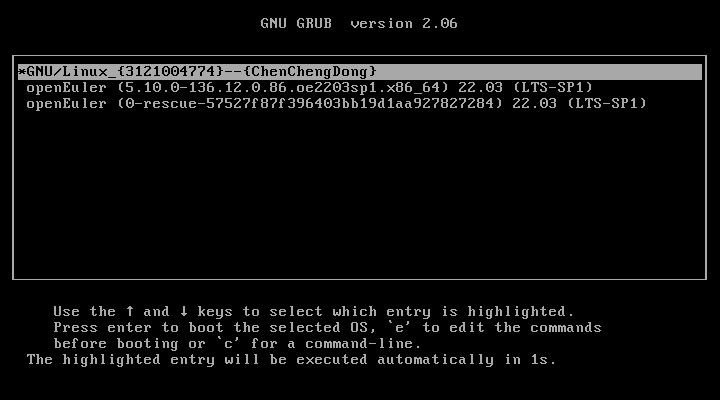 GNU GRUB  version 2.06
*GNU/Linux_{3121004774}--{ChenChengDong}
openEuler (5.10.0-136.12.0.86.oe2203sp1.x86_64) 22.03 (LTS-SP1)
openEuler (0-rescue-57527f87f396403bb19d1aa927827284) 22.03 (LTS-SP1)
Use the ↑ and ↓ keys to select which entry is highlighted.
Press enter to boot the selected OS, `e' to edit the commands
before booting or `c' for a command-line.
The highlighted entry will be executed automatically in 1s.